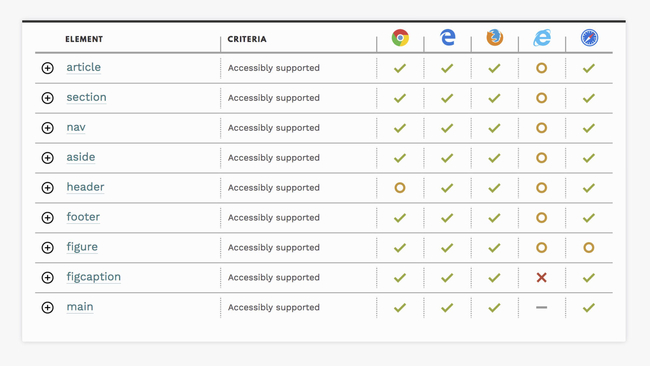 ELEMENT CRITERIA
article Accessibly supported
section Accessibly supported
nav Accessibly supported
aside Accessibly supported
header Accessibly supported
footer Accessibly supported
figure Accessibly supported
figcaption Accessibly supported
main Accessibly supported